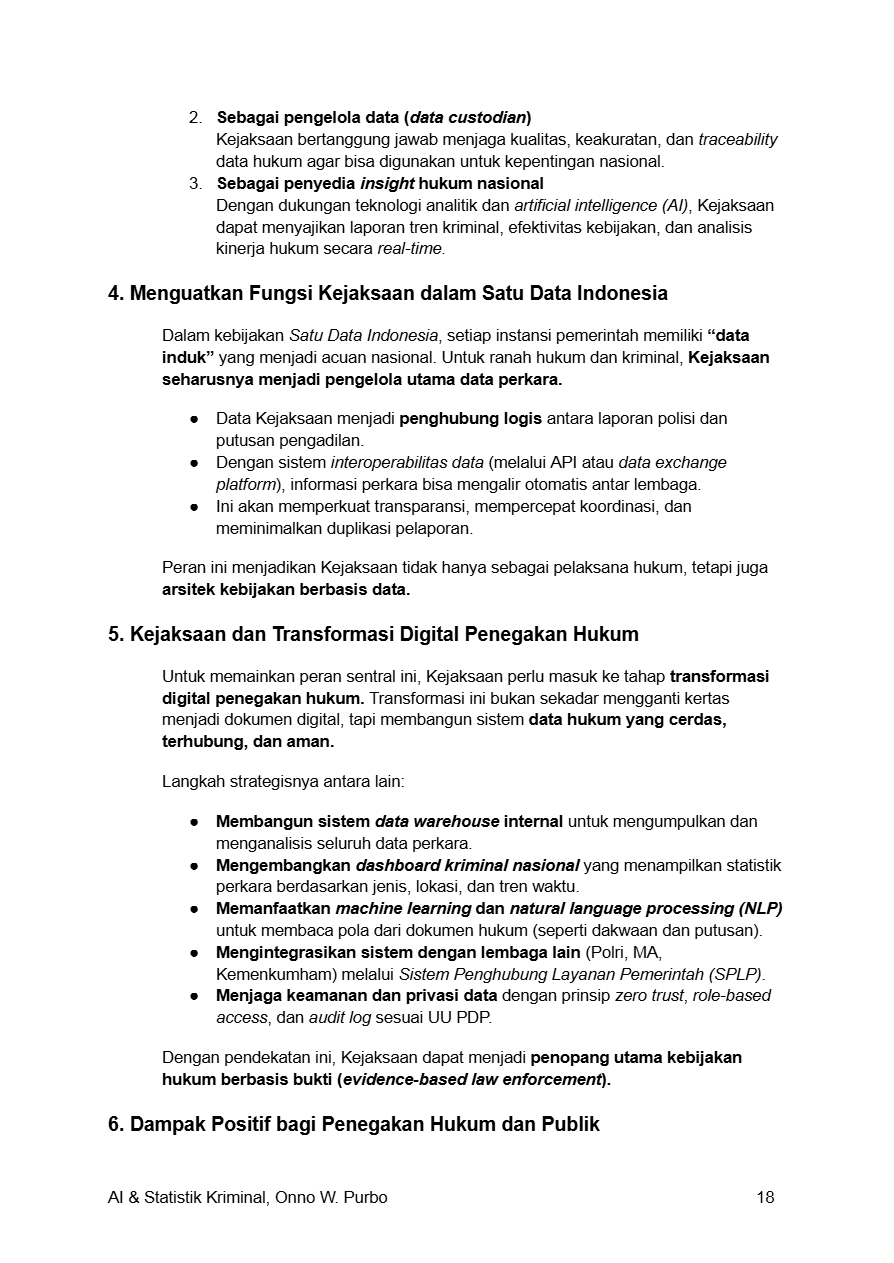 2. Sebagai pengelola data (data custodian)
Kejaksaan bertanggung jawab menjaga kualitas, keakuratan, dan traceability
data hukum agar bisa digunakan untuk kepentingan nasional.
3. Sebagai penyedia insight hukum nasional
Dengan dukungan teknologi analitik dan artificial intelligence (AI), Kejaksaan
dapat menyajikan laporan tren kriminal, efektivitas kebijakan, dan analisis
kinerja hukum secara real-time.
4. Menguatkan Fungsi Kejaksaan dalam Satu Data Indonesia
Dalam kebijakan Satu Data Indonesia, setiap instansi pemerintah memiliki “data
induk” yang menjadi acuan nasional. Untuk ranah hukum dan kriminal, Kejaksaan
seharusnya menjadi pengelola utama data perkara.
● Data Kejaksaan menjadi penghubung logis antara laporan polisi dan
putusan pengadilan.
● Dengan sistem interoperabilitas data (melalui API atau data exchange
platform), informasi perkara bisa mengalir otomatis antar lembaga.
● Ini akan memperkuat transparansi, mempercepat koordinasi, dan
meminimalkan duplikasi pelaporan.
Peran ini menjadikan Kejaksaan tidak hanya sebagai pelaksana hukum, tetapi juga
arsitek kebijakan berbasis data.
5. Kejaksaan dan Transformasi Digital Penegakan Hukum
Untuk memainkan peran sentral ini, Kejaksaan perlu masuk ke tahap transformasi
digital penegakan hukum. Transformasi ini bukan sekadar mengganti kertas
menjadi dokumen digital, tapi membangun sistem data hukum yang cerdas,
terhubung, dan aman.
Langkah strategisnya antara lain:
● Membangun sistem data warehouse internal untuk mengumpulkan dan
menganalisis seluruh data perkara.
● Mengembangkan dashboard kriminal nasional yang menampilkan statistik
perkara berdasarkan jenis, lokasi, dan tren waktu.
● Memanfaatkan machine learning dan natural language processing (NLP)
untuk membaca pola dari dokumen hukum (seperti dakwaan dan putusan).
● Mengintegrasikan sistem dengan lembaga lain (Polri, MA,
Kemenkumham) melalui Sistem Penghubung Layanan Pemerintah (SPLP).
● Menjaga keamanan dan privasi data dengan prinsip zero trust, role-based
access, dan audit log sesuai UU PDP.
Dengan pendekatan ini, Kejaksaan dapat menjadi penopang utama kebijakan
hukum berbasis bukti (evidence-based law enforcement).
6. Dampak Positif bagi Penegakan Hukum dan Publik
AI & Statistik Kriminal, Onno W. Purbo 18